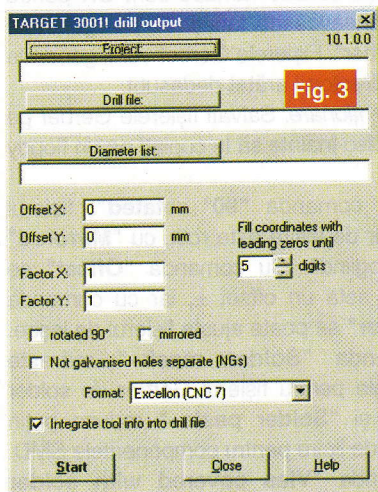 TARGET 3001! drill output
10.1.0.0
Project:
Fig. 3
Drill file:
Diameter list:
Offset X: 0 mm
Offset Y: 0 mm
Fill coordinates with
leading zeros until
5 digits
Factor X: 1
Factor Y: 1
rotated 90° mirrored
Not galvanised holes separate (NGs)
Format: Excellon (CNC 7)
Integrate tool info into drill file
Start Close Help